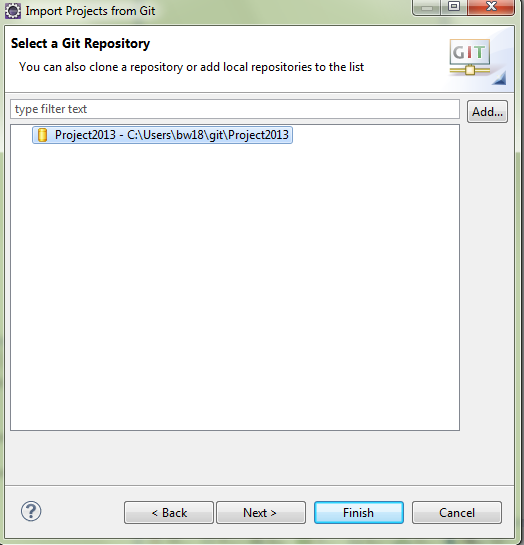 Import Projects from Git
Select a Git Repository
You can also clone a repository or add local repositories to the list
GIT
type filter text
Add...
Project2013 - C:\Users\bw18\git\Project2013
?
< Back
Next >
Finish
Cancel